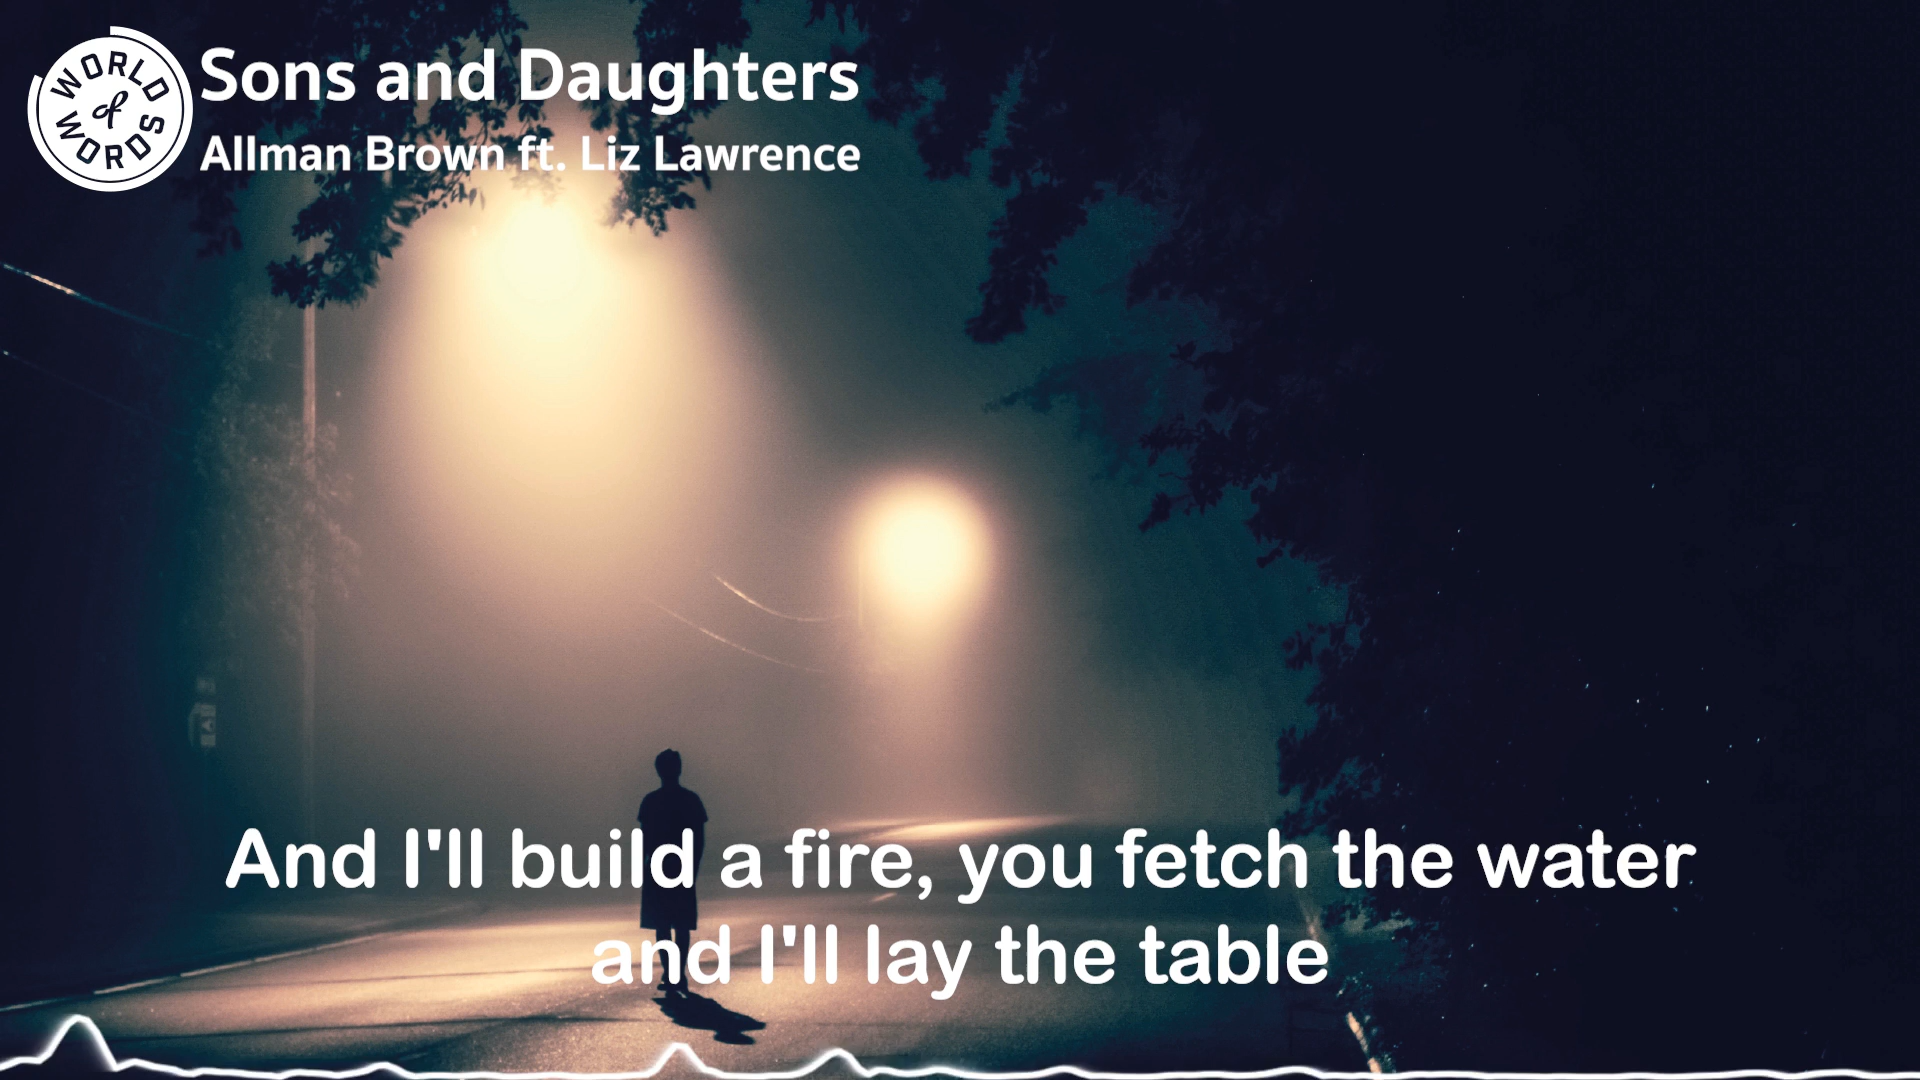 WORLD
of
WORDS
Sons and Daughters
Allman Brown ft. Liz Lawrence
And I'll build a fire, you fetch the water
and I'll lay the table